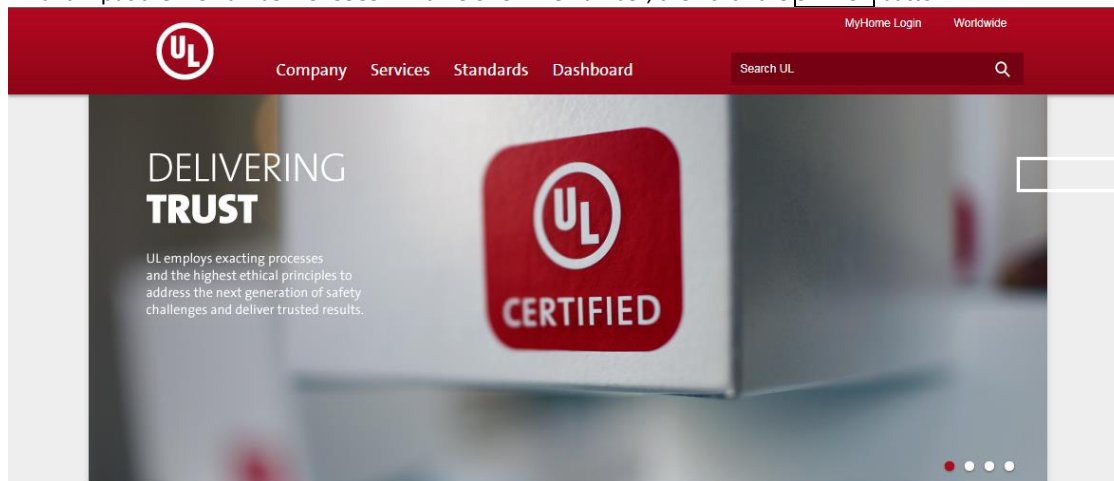 MyHome Login Worldwide
UL
Company Services Standards Dashboard
Search UL
DELIVERING
TRUST
UL employs exacting processes
and the highest ethical principles to
address the next generation of safety
challenges and deliver trusted results.
UL
CERTIFIED